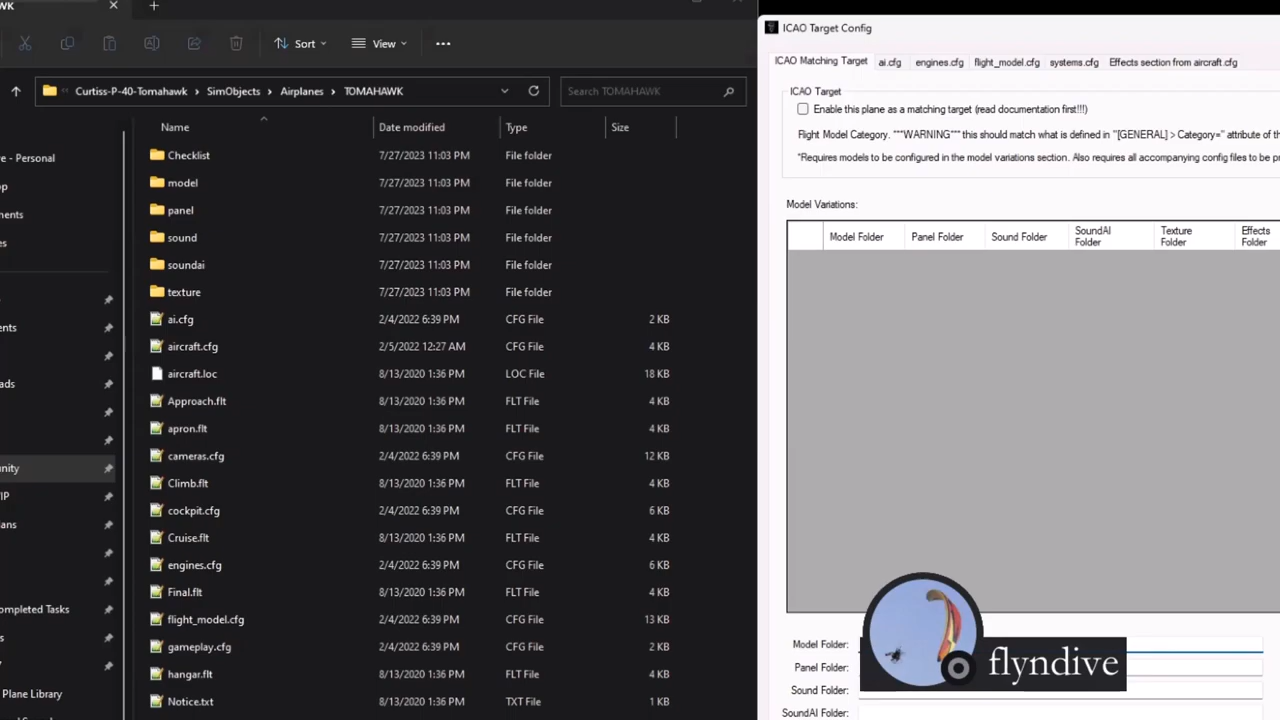 WK
Sort
View
Curtiss-P-40-Tomahawk
SimObjects
Airplanes
TOMAHAWK
Search TOMAHAWK
Name
Date modified
Type
Size
Checklist 7/27/2023 11:03 PM File folder
model 7/27/2023 11:03 PM File folder
panel 7/27/2023 11:03 PM File folder
sound 7/27/2023 11:03 PM File folder
soundai 7/27/2023 11:03 PM File folder
texture 7/27/2023 11:03 PM File folder
ai.cfg 2/4/2022 6:39 PM CFG File 2 KB
aircraft.cfg 2/5/2022 12:27 AM CFG File 4 KB
aircraft.loc 8/13/2020 1:36 PM LOC File 18 KB
Approach.flt 8/13/2020 1:36 PM FLT File 4 KB
apron.flt 8/13/2020 1:36 PM FLT File 4 KB
cameras.cfg 2/4/2022 6:39 PM CFG File 12 KB
Climb.flt 8/13/2020 1:36 PM FLT File 4 KB
cockpit.cfg 2/4/2022 6:39 PM CFG File 6 KB
Cruise.flt 8/13/2020 1:36 PM FLT File 4 KB
engines.cfg 2/4/2022 6:39 PM CFG File 6 KB
Final.flt 8/13/2020 1:36 PM FLT File 4 KB
flight_model.cfg 2/4/2022 6:39 PM CFG File 13 KB
gameplay.cfg 2/4/2022 6:39 PM CFG File 2 KB
hangar.flt 8/13/2020 1:36 PM FLT File 4 KB
Notice.txt 8/13/2020 1:36 PM TXT File 1 KB
re - Personal
op
ments
es
ents
ads
unity
IP
ans
ompleted Tasks
s
Plane Library
ICAO Target Config
ICAO Matching Target
ai.cfg
engines.cfg
flight_model.cfg
systems.cfg
Effects section from aircraft.cfg
ICAO Target
Enable this plane as a matching target (read documentation first!!!)
Flight Model Category. ***WARNING*** this should match what is defined in "[GENERAL] > Category=" attribute of th
*Requires models to be configured in the model variations section. Also requires all accompanying config files to be pr
Model Variations:
Model Folder
Panel Folder
Sound Folder
SoundAI Folder
Texture Folder
Effects Folder
Model Folder:
Panel Folder:
Sound Folder:
SoundAI Folder:
flyndive